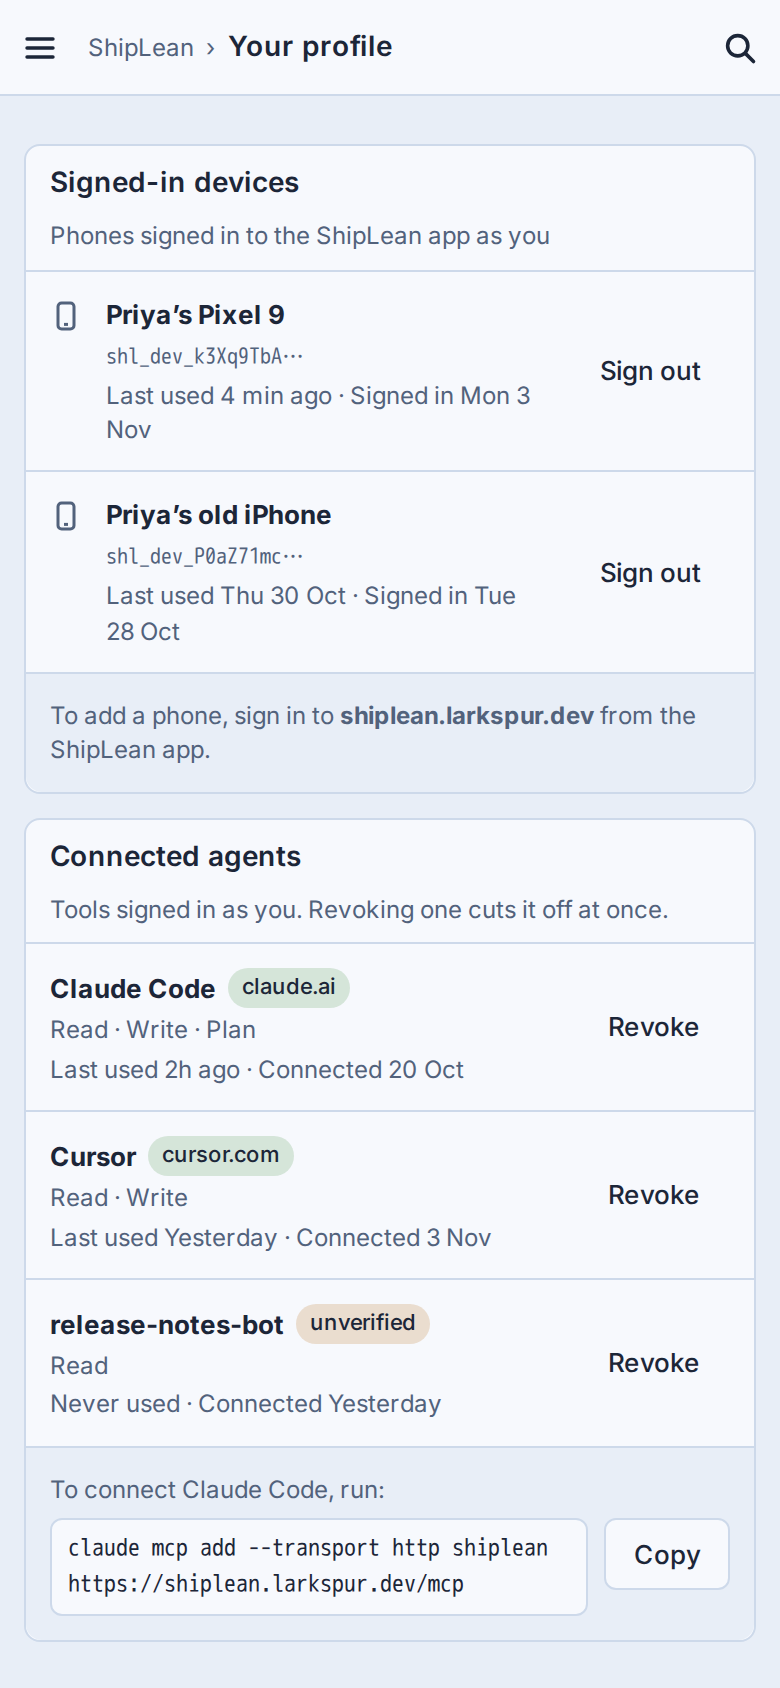 ShipLean › Your profile
Signed-in devices
Phones signed in to the ShipLean app as you
Priya’s Pixel 9
shl_dev_k3Xq9TbA···
Last used 4 min ago · Signed in Mon 3
Nov
Sign out
Priya’s old iPhone
shl_dev_P0aZ71mc···
Last used Thu 30 Oct · Signed in Tue
28 Oct
Sign out
To add a phone, sign in to shiplean.larkspur.dev from the
ShipLean app.
Connected agents
Tools signed in as you. Revoking one cuts it off at once.
Claude Code claude.ai
Read · Write · Plan
Last used 2h ago · Connected 20 Oct
Revoke
Cursor cursor.com
Read · Write
Last used Yesterday · Connected 3 Nov
Revoke
release-notes-bot unverified
Read
Never used · Connected Yesterday
Revoke
To connect Claude Code, run:
claude mcp add --transport http shiplean
https://shiplean.larkspur.dev/mcp
Copy